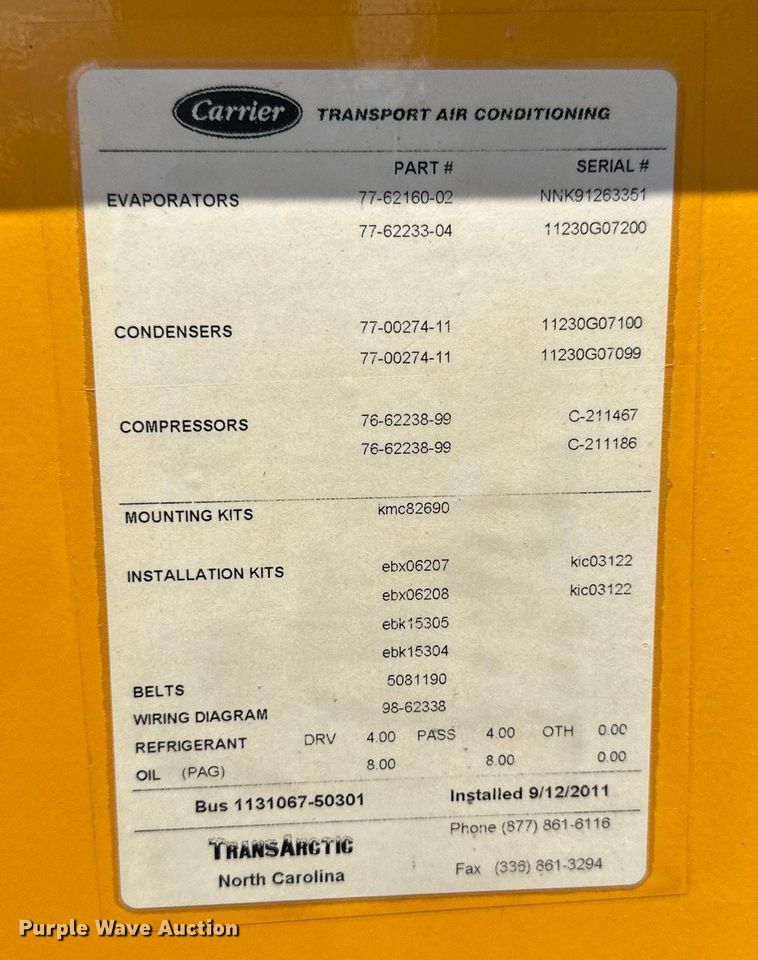 Carrier TRANSPORT AIR CONDITIONING
PART # SERIAL #
EVAPORATORS 77-62160-02 NNK91263351
77-62233-04 11230G07200
CONDENSERS 77-00274-11 11230G07100
77-00274-11 11230G07099
COMPRESSORS 76-62238-99 C-211467
76-62238-99 C-211186
MOUNTING KITS kmc82690
INSTALLATION KITS ebx06207 kic03122
ebx06208 kic03122
ebk15305
ebk15304
BELTS 5081190
WIRING DIAGRAM 98-62338
REFRIGERANT DRV 4.00 PASS 4.00 OTH 0.00
OIL (PAG) 8.00 8.00 0.00
Bus 1131067-50301 Installed 9/12/2011
TRANSARCTIC Phone (877) 861-6116
North Carolina Fax (336) 861-3294
Purple Wave Auction